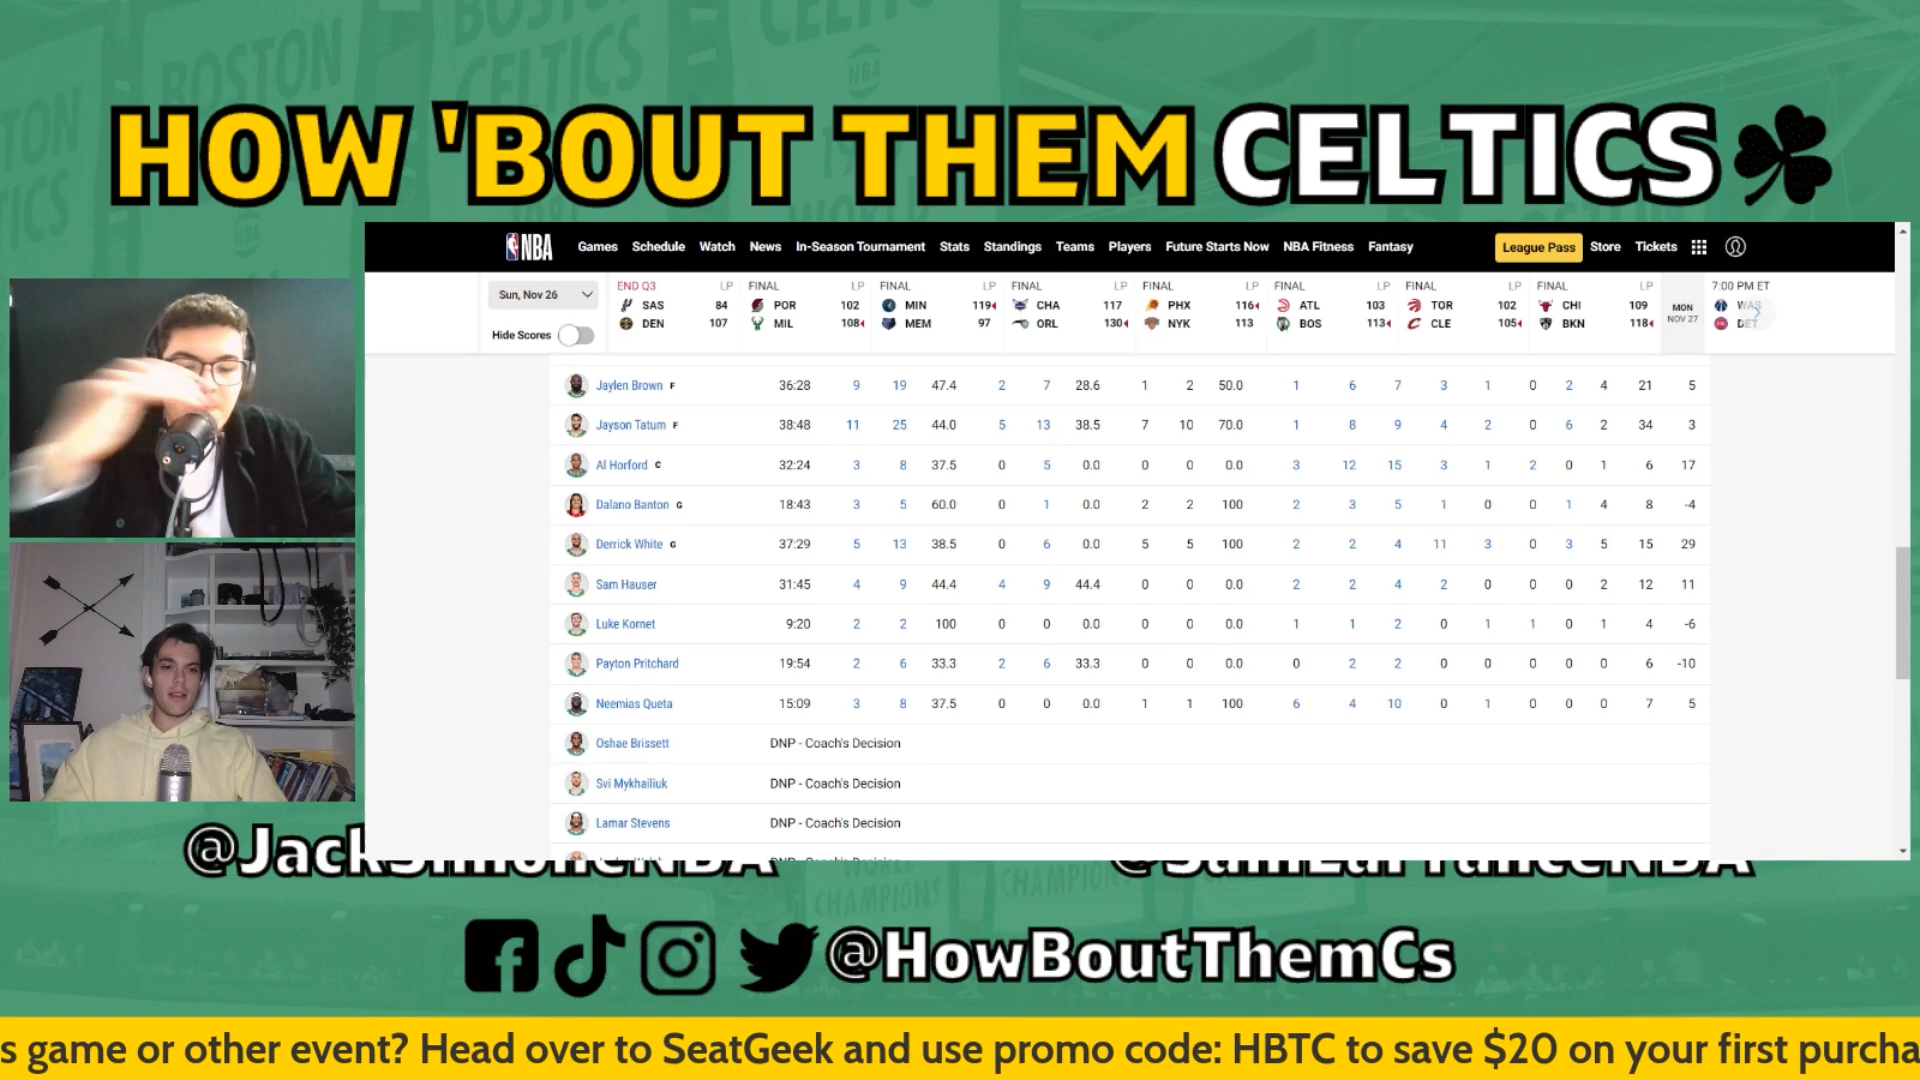 HOW 'BOUT THEM CELTICS
NBA Games Schedule Watch News In-Season Tournament Stats Standings Teams Players Future Starts Now NBA Fitness Fantasy League Pass Store Tickets
Sun, Nov 26
Hide Scores
END Q3 LP
SAS 84
DEN 107
FINAL LP
POR 102
MIL 108
FINAL LP
MIN 119
MEM 97
FINAL LP
CHA 117
ORL 130
FINAL LP
PHX 116
NYK 113
FINAL LP
ATL 103
BOS 113
FINAL LP
TOR 102
CLE 105
FINAL LP
CHI 109
BKN 118
MON
NOV 27
7:00 PM ET
WAS
DET
Jaylen Brown F 36:28 9 19 47.4 2 7 28.6 1 2 50.0 1 6 7 3 1 0 2 4 21 5
Jayson Tatum F 38:48 11 25 44.0 5 13 38.5 7 10 70.0 1 8 9 4 2 0 6 2 34 3
Al Horford C 32:24 3 8 37.5 0 5 0.0 0 0 0.0 3 12 15 3 1 2 0 1 6 17
Dalano Banton G 18:43 3 5 60.0 0 1 0.0 2 2 100 2 3 5 1 0 0 1 4 8 -4
Derrick White G 37:29 5 13 38.5 0 6 0.0 5 5 100 2 2 4 11 3 0 3 5 15 29
Sam Hauser 31:45 4 9 44.4 4 9 44.4 0 0 0.0 2 2 4 2 0 0 0 2 12 11
Luke Kornet 9:20 2 2 100 0 0 0.0 0 0 0.0 1 1 2 0 1 1 0 1 4 -6
Payton Pritchard 19:54 2 6 33.3 2 6 33.3 0 0 0.0 0 2 2 0 0 0 0 0 6 -10
Neemias Queta 15:09 3 8 37.5 0 0 0.0 1 1 100 6 4 10 0 1 0 0 0 7 5
Oshae Brissett DNP - Coach's Decision
Svi Mykhailiuk DNP - Coach's Decision
Lamar Stevens DNP - Coach's Decision
@JackSimoneNBA @SamLaFranceNBA
@HowBoutThemCs
s game or other event? Head over to SeatGeek and use promo code: HBTC to save $20 on your first purcha